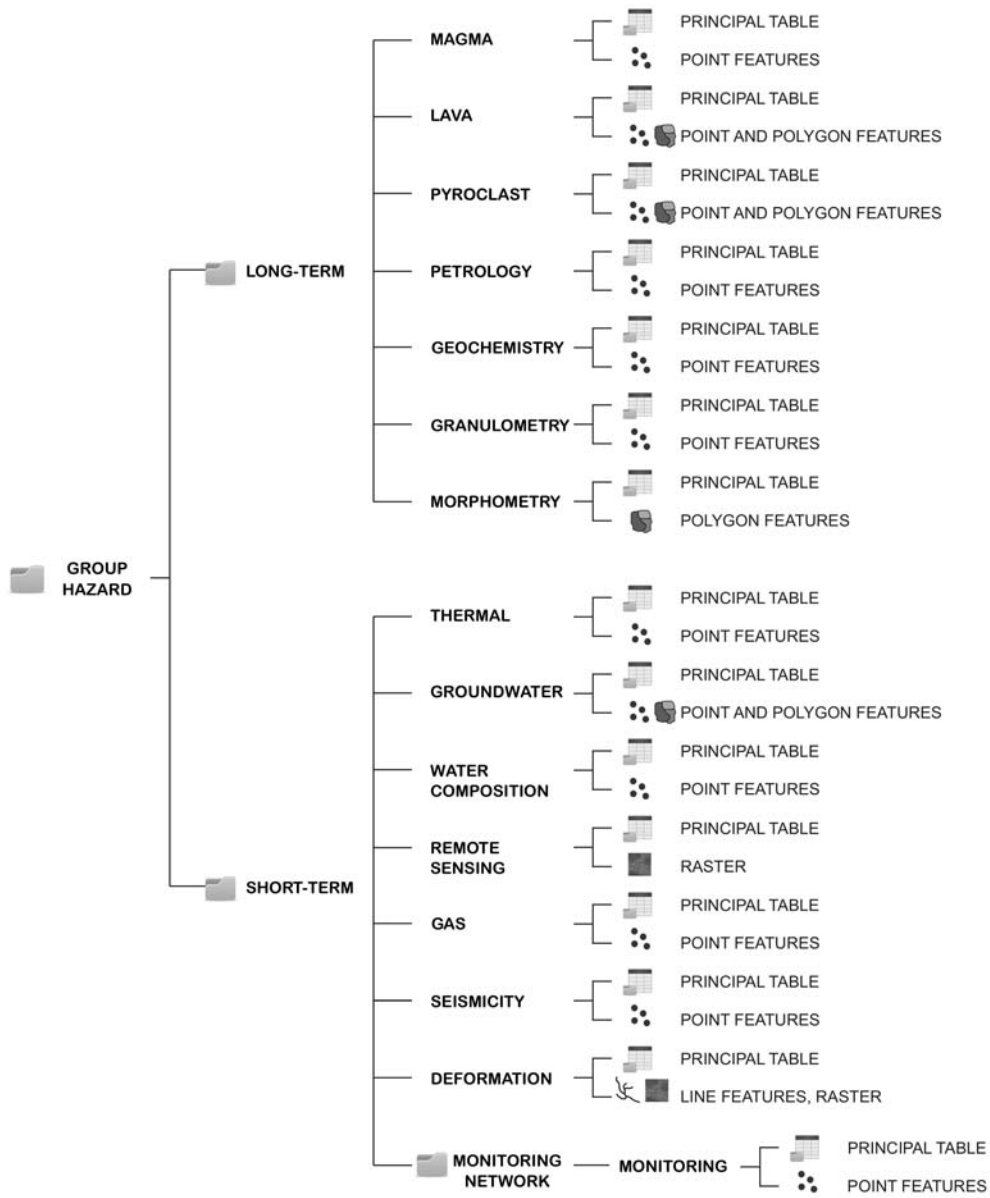 GROUP
HAZARD
LONG-TERM
MAGMA
PRINCIPAL TABLE
POINT FEATURES
LAVA
PRINCIPAL TABLE
POINT AND POLYGON FEATURES
PYROCLAST
PRINCIPAL TABLE
POINT AND POLYGON FEATURES
PETROLOGY
PRINCIPAL TABLE
POINT FEATURES
GEOCHEMISTRY
PRINCIPAL TABLE
POINT FEATURES
GRANULOMETRY
PRINCIPAL TABLE
POINT FEATURES
MORPHOMETRY
PRINCIPAL TABLE
POLYGON FEATURES
SHORT-TERM
THERMAL
PRINCIPAL TABLE
POINT FEATURES
GROUNDWATER
PRINCIPAL TABLE
POINT AND POLYGON FEATURES
WATER
COMPOSITION
PRINCIPAL TABLE
POINT FEATURES
REMOTE
SENSING
PRINCIPAL TABLE
RASTER
GAS
PRINCIPAL TABLE
POINT FEATURES
SEISMICITY
PRINCIPAL TABLE
POINT FEATURES
DEFORMATION
PRINCIPAL TABLE
LINE FEATURES, RASTER
MONITORING
NETWORK
MONITORING
PRINCIPAL TABLE
POINT FEATURES